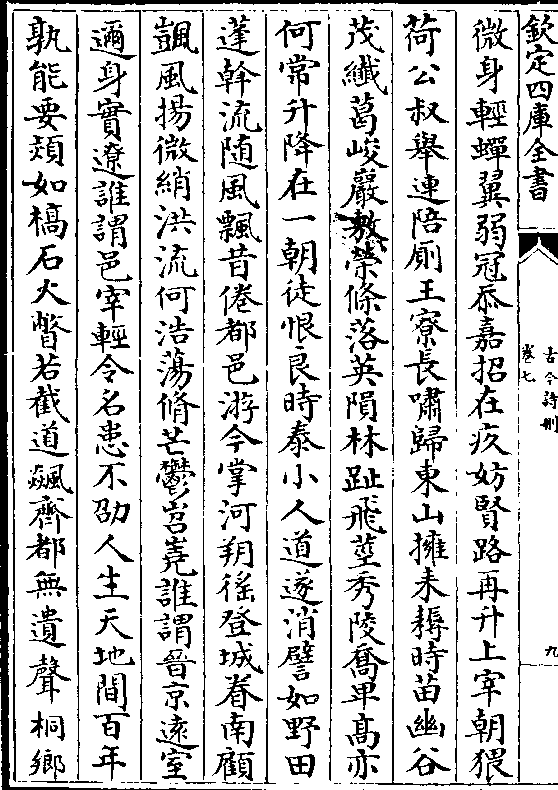 欽定四庫全書
古今詩刪
卷七
九
微身輕蟬翼弱冠忝嘉招在疚妨賢路再升上宰朝猥
荷公叔舉連陪厠王寮長嘯歸東山擁耒耨時苗幽谷
茂纖葛峻巖敷榮條落英隕林趾飛莖秀陵喬卑高亦
何常升降在一朝徒恨良時泰小人道遂消譬如野田
蓬幹流随風飄昔倦都邑游今掌河朔徭登城眷南顧
凱風揚微綃洪流何浩蕩脩芒鬱岧嶤誰謂晉京遠室
邇身實遼誰謂邑宰輕令名患不劭人生天地間百年
孰能要熲如槁石火瞥若截道飈齊都無遺聲桐鄉